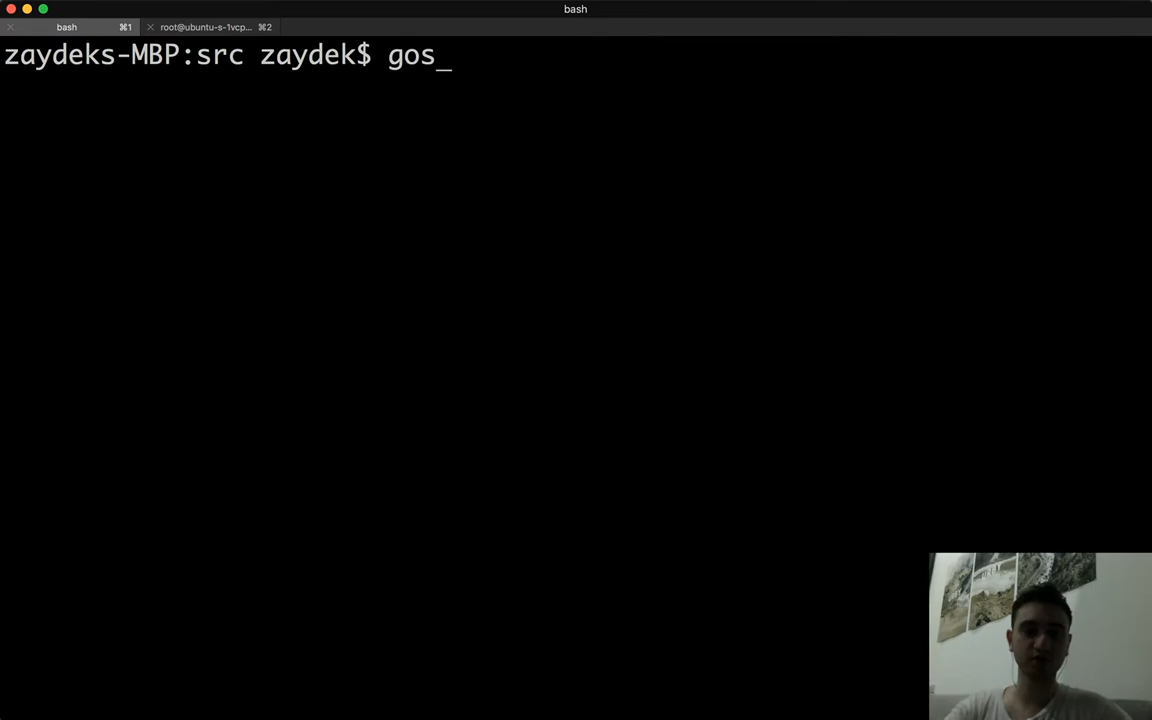 bash
bash ⌘1
root@ubuntu-s-1vcp... ⌘2
zaydeks-MBP:src zaydek$ gos_